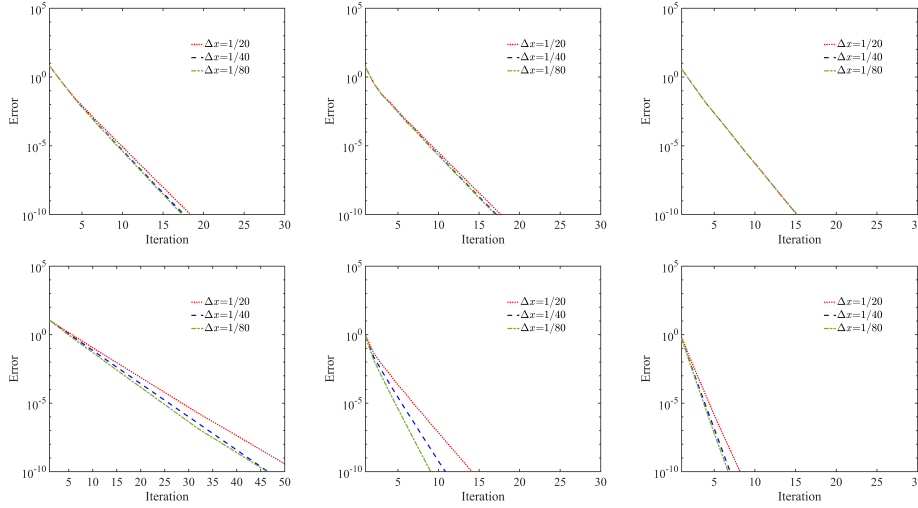 10^5
Δx=1/20
Δx=1/40
10^0
Δx=1/80
Error
10^-5
10^-10
5 10 15 20 25 30
Iteration
10^5
Δx=1/20
Δx=1/40
10^0
Δx=1/80
Error
10^-5
10^-10
5 10 15 20 25 30
Iteration
10^5
Δx=1/20
Δx=1/40
10^0
Δx=1/80
Error
10^-5
10^-10
5 10 15 20 25 30
Iteration
10^5
Δx=1/20
Δx=1/40
10^0
Δx=1/80
Error
10^-5
10^-10
5 10 15 20 25 30 35 40 45 50
Iteration
10^5
Δx=1/20
Δx=1/40
10^0
Δx=1/80
Error
10^-5
10^-10
5 10 15 20 25 30
Iteration
10^5
Δx=1/20
Δx=1/40
10^0
Δx=1/80
Error
10^-5
10^-10
5 10 15 20 25 30
Iteration